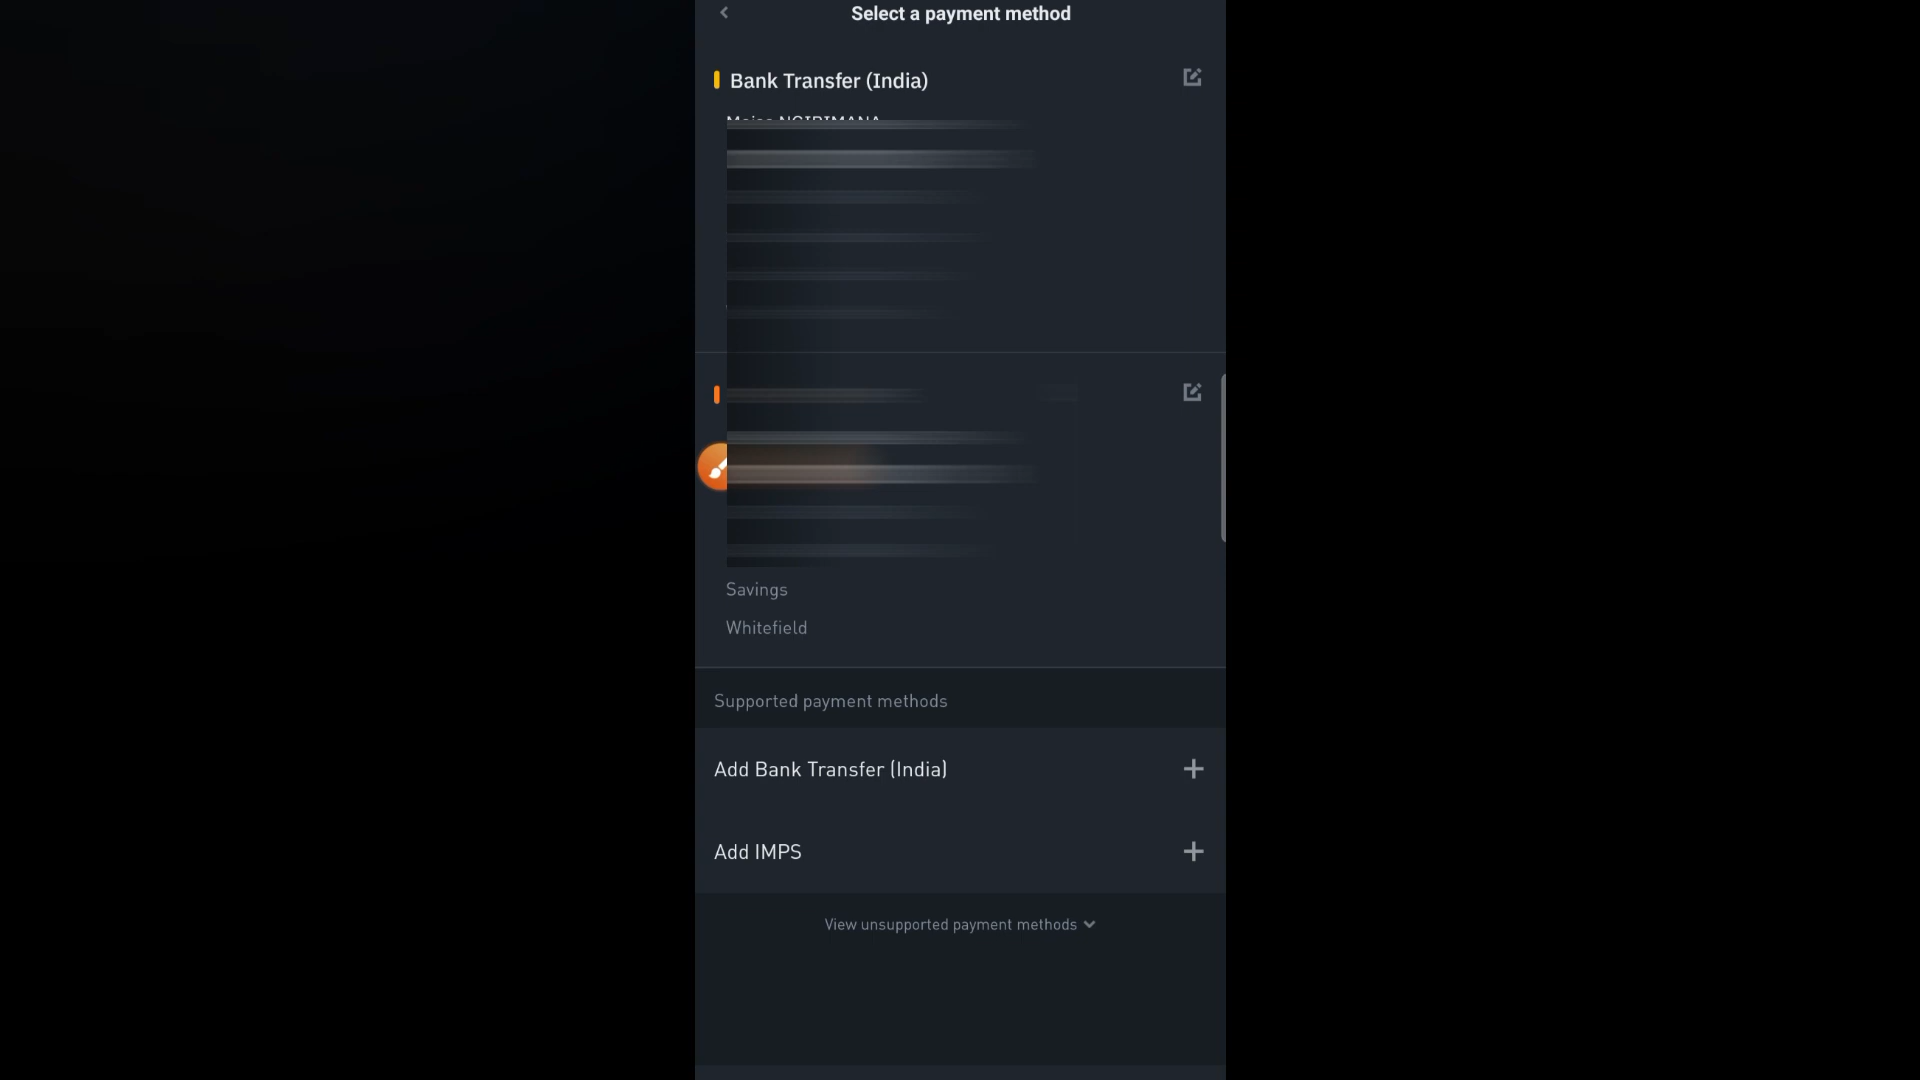 Select a payment method
Bank Transfer (India)
Savings
Whitefield
Supported payment methods
Add Bank Transfer (India)
Add IMPS
View unsupported payment methods